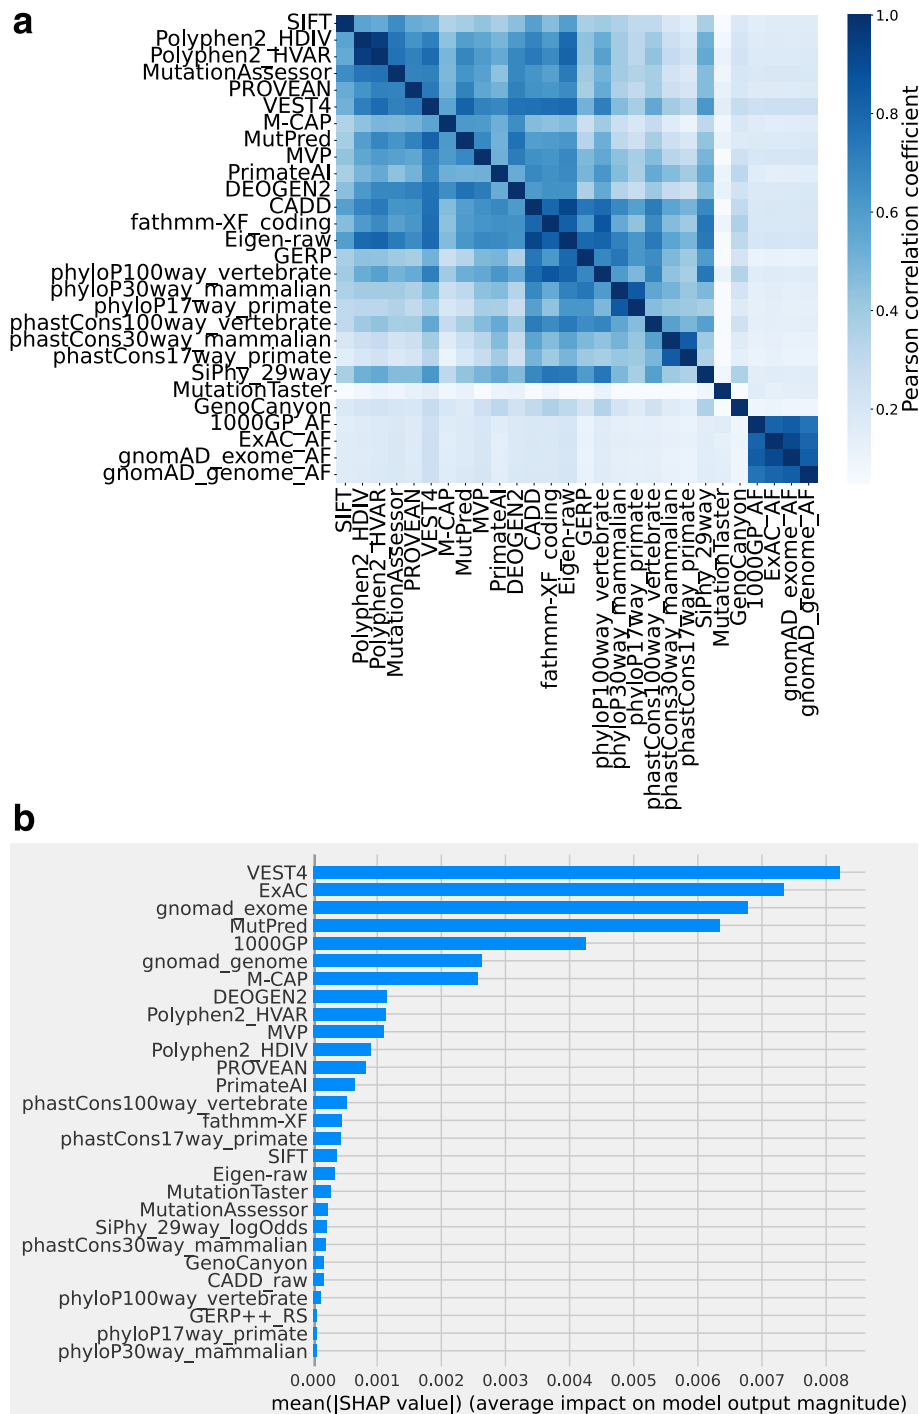 a
SIFT
Polyphen2_HDIV
Polyphen2_HVAR
MutationAssessor
PROVEAN
VEST4
M-CAP
MutPred
MVP
PrimateAI
DEOGEN2
CADD
fathmm-XF_coding
Eigen-raw
GERP
phyloP100way_vertebrate
phyloP30way_mammalian
phyloP17way_primate
phastCons100way_vertebrate
phastCons30way_mammalian
phastCons17way_primate
SiPhy_29way
MutationTaster
GenoCanyon
1000GP_AF
ExAC_AF
gnomAD_exome_AF
gnomAD_genome_AF
SIFT
Polyphen2_HDIV
Polyphen2_HVAR
MutationAssessor
PROVEAN
VEST4
M-CAP
MutPred
MVP
PrimateAI
DEOGEN2
CADD
fathmm-XF_coding
Eigen-raw
GERP
phyloP100way_vertebrate
phyloP30way_mammalian
phyloP17way_primate
phastCons100way_vertebrate
phastCons30way_mammalian
phastCons17way_primate
SiPhy_29way
MutationTaster
GenoCanyon
1000GP_AF
ExAC_AF
gnomAD_exome_AF
gnomAD_genome_AF
1.0
0.8
0.6
0.4
0.2
Pearson correlation coefficient
b
VEST4
ExAC
gnomad_exome
MutPred
1000GP
gnomad_genome
M-CAP
DEOGEN2
Polyphen2_HVAR
MVP
Polyphen2_HDIV
PROVEAN
PrimateAI
phastCons100way_vertebrate
fathmm-XF
phastCons17way_primate
SIFT
Eigen-raw
MutationTaster
MutationAssessor
SiPhy_29way_logOdds
phastCons30way_mammalian
GenoCanyon
CADD_raw
phyloP100way_vertebrate
GERP++_RS
phyloP17way_primate
phyloP30way_mammalian
0.000 0.001 0.002 0.003 0.004 0.005 0.006 0.007 0.008
mean(|SHAP value|) (average impact on model output magnitude)